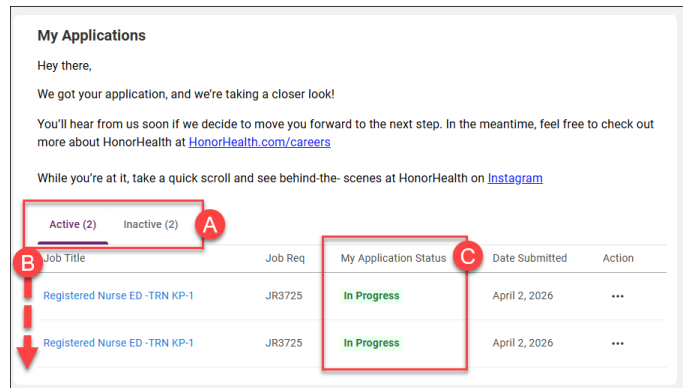 My Applications
Hey there,
We got your application, and we're taking a closer look!
You'll hear from us soon if we decide to move you forward to the next step. In the meantime, feel free to check out
more about HonorHealth at HonorHealth.com/careers
While you're at it, take a quick scroll and see behind-the- scenes at HonorHealth on Instagram
Active (2) Inactive (2) A
B Job Title Job Req My Application Status C Date Submitted Action
Registered Nurse ED -TRN KP-1 JR3725 In Progress April 2, 2026 •••
Registered Nurse ED -TRN KP-1 JR3725 In Progress April 2, 2026 •••